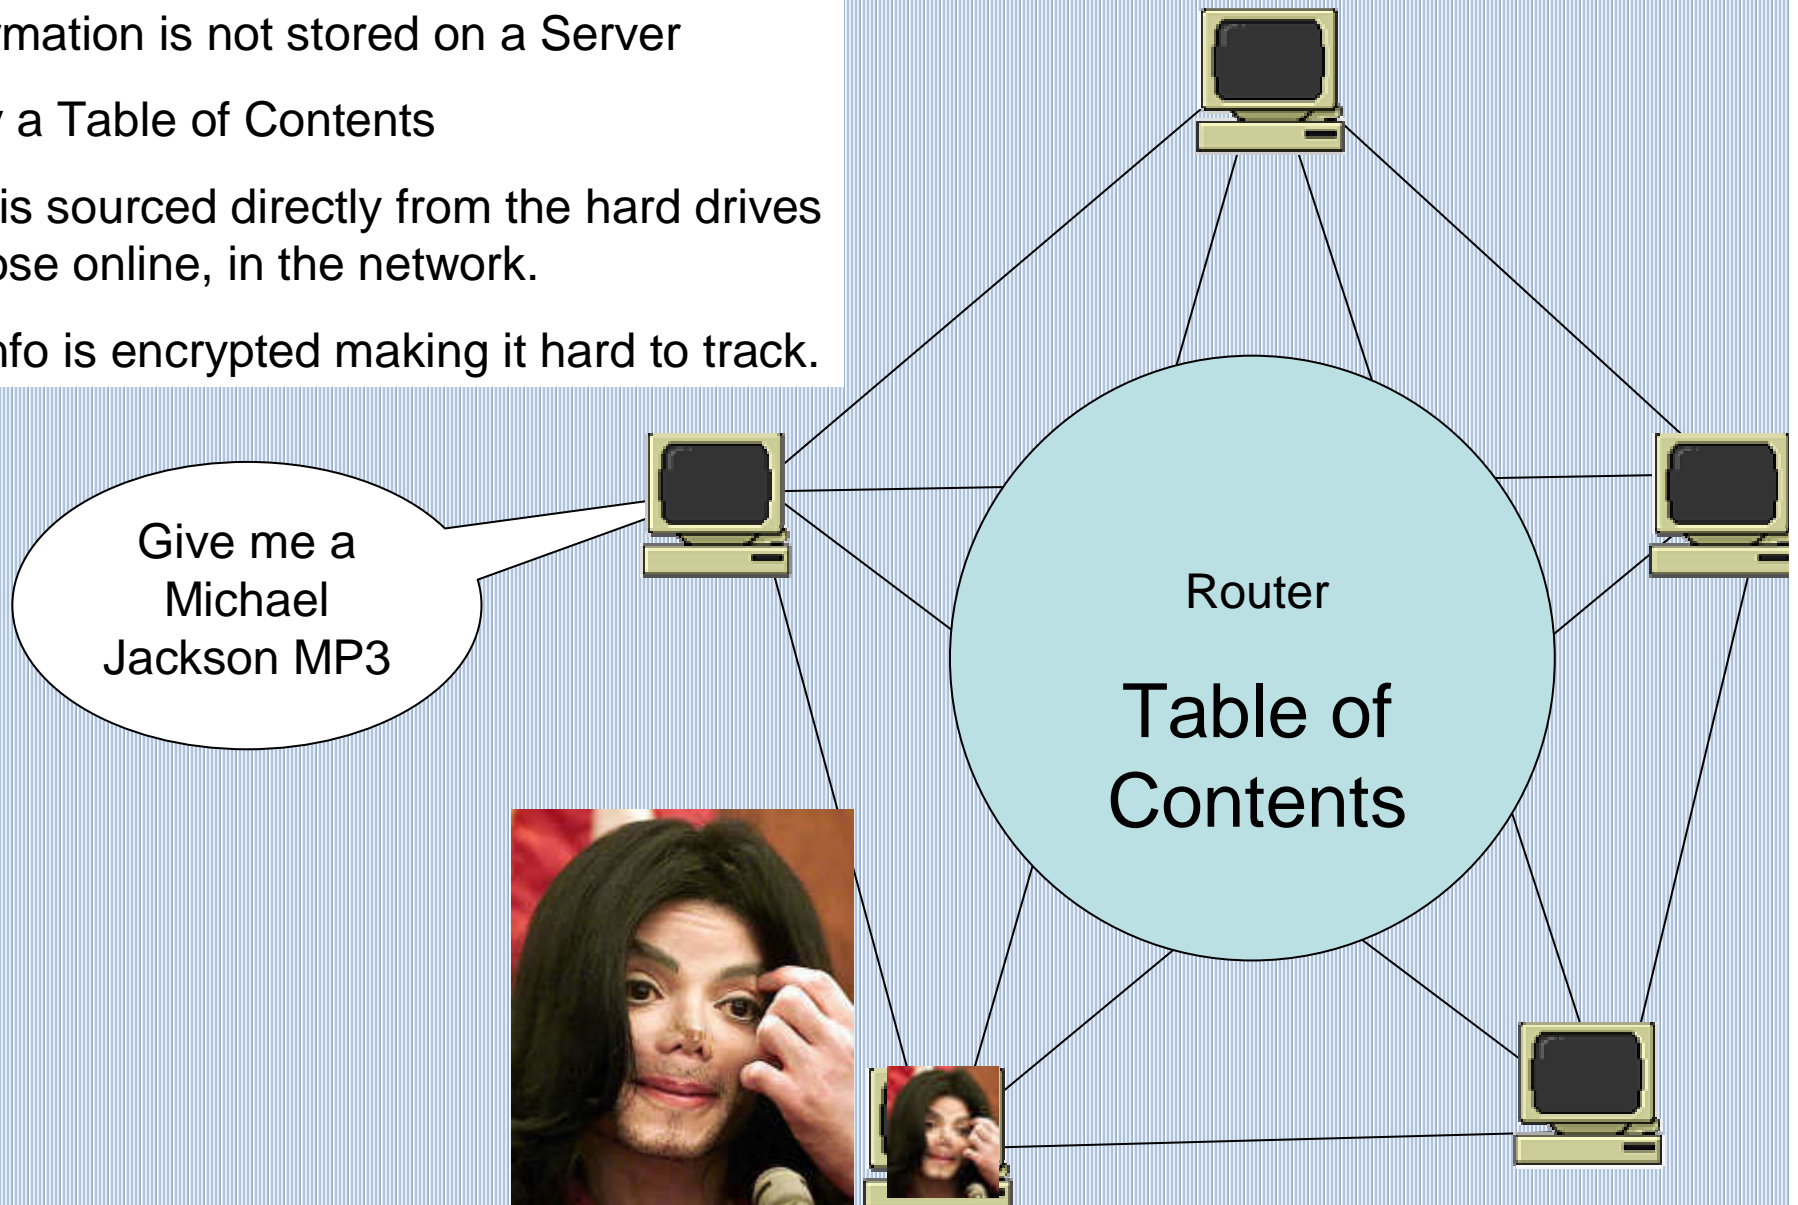 rmation is not stored on a Server
a Table of Contents
is sourced directly from the hard drives
ose online, in the network.
nfo is encrypted making it hard to track.
Give me a
Michael
Jackson MP3
Router
Table of
Contents